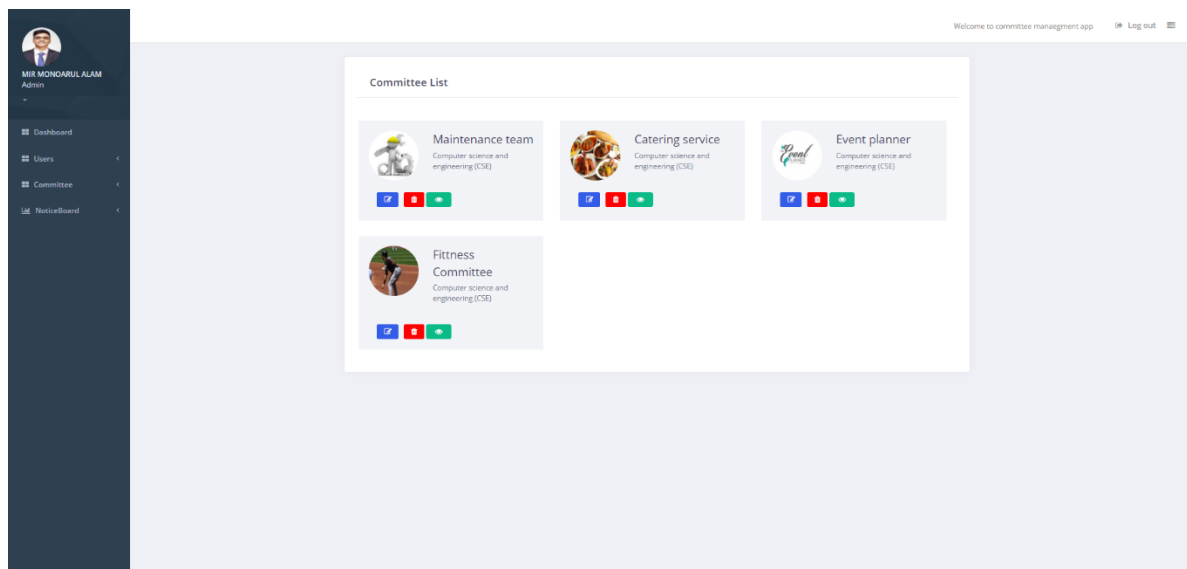 Welcome to committee manaegment app
Log out
MIR MONOARUL ALAM
Admin
Dashboard
Users
Committee
NoticeBoard
Committee List
Maintenance team
Computer science and
engineering (CSE)
Catering service
Computer science and
engineering (CSE)
Event planner
Computer science and
engineering (CSE)
Event
PLANNER
Fittness
Committee
Computer science and
engineering (CSE)